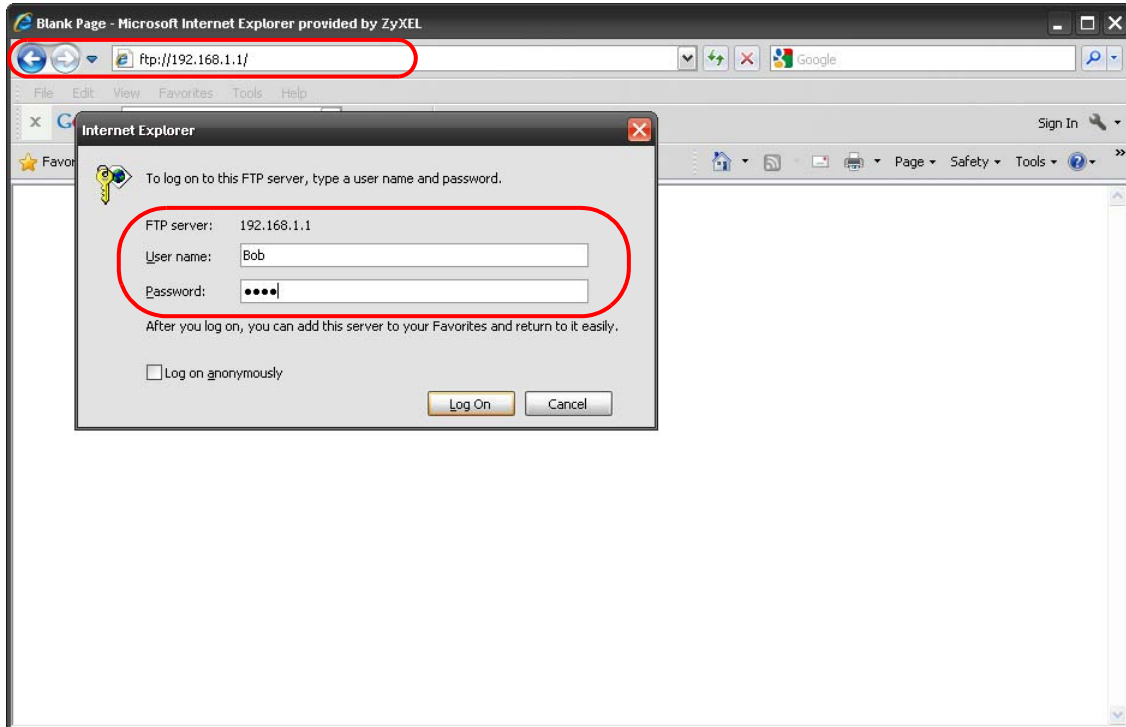 Blank Page - Microsoft Internet Explorer provided by ZyXEL
ftp://192.168.1.1/
Google
File Edit View Favorites Tools Help
x G
Sign In
Favor
Page Safety Tools
Internet Explorer
To log on to this FTP server, type a user name and password.
FTP server: 192.168.1.1
User name: Bob
Password: ••••
After you log on, you can add this server to your Favorites and return to it easily.
Log on anonymously
Log On Cancel